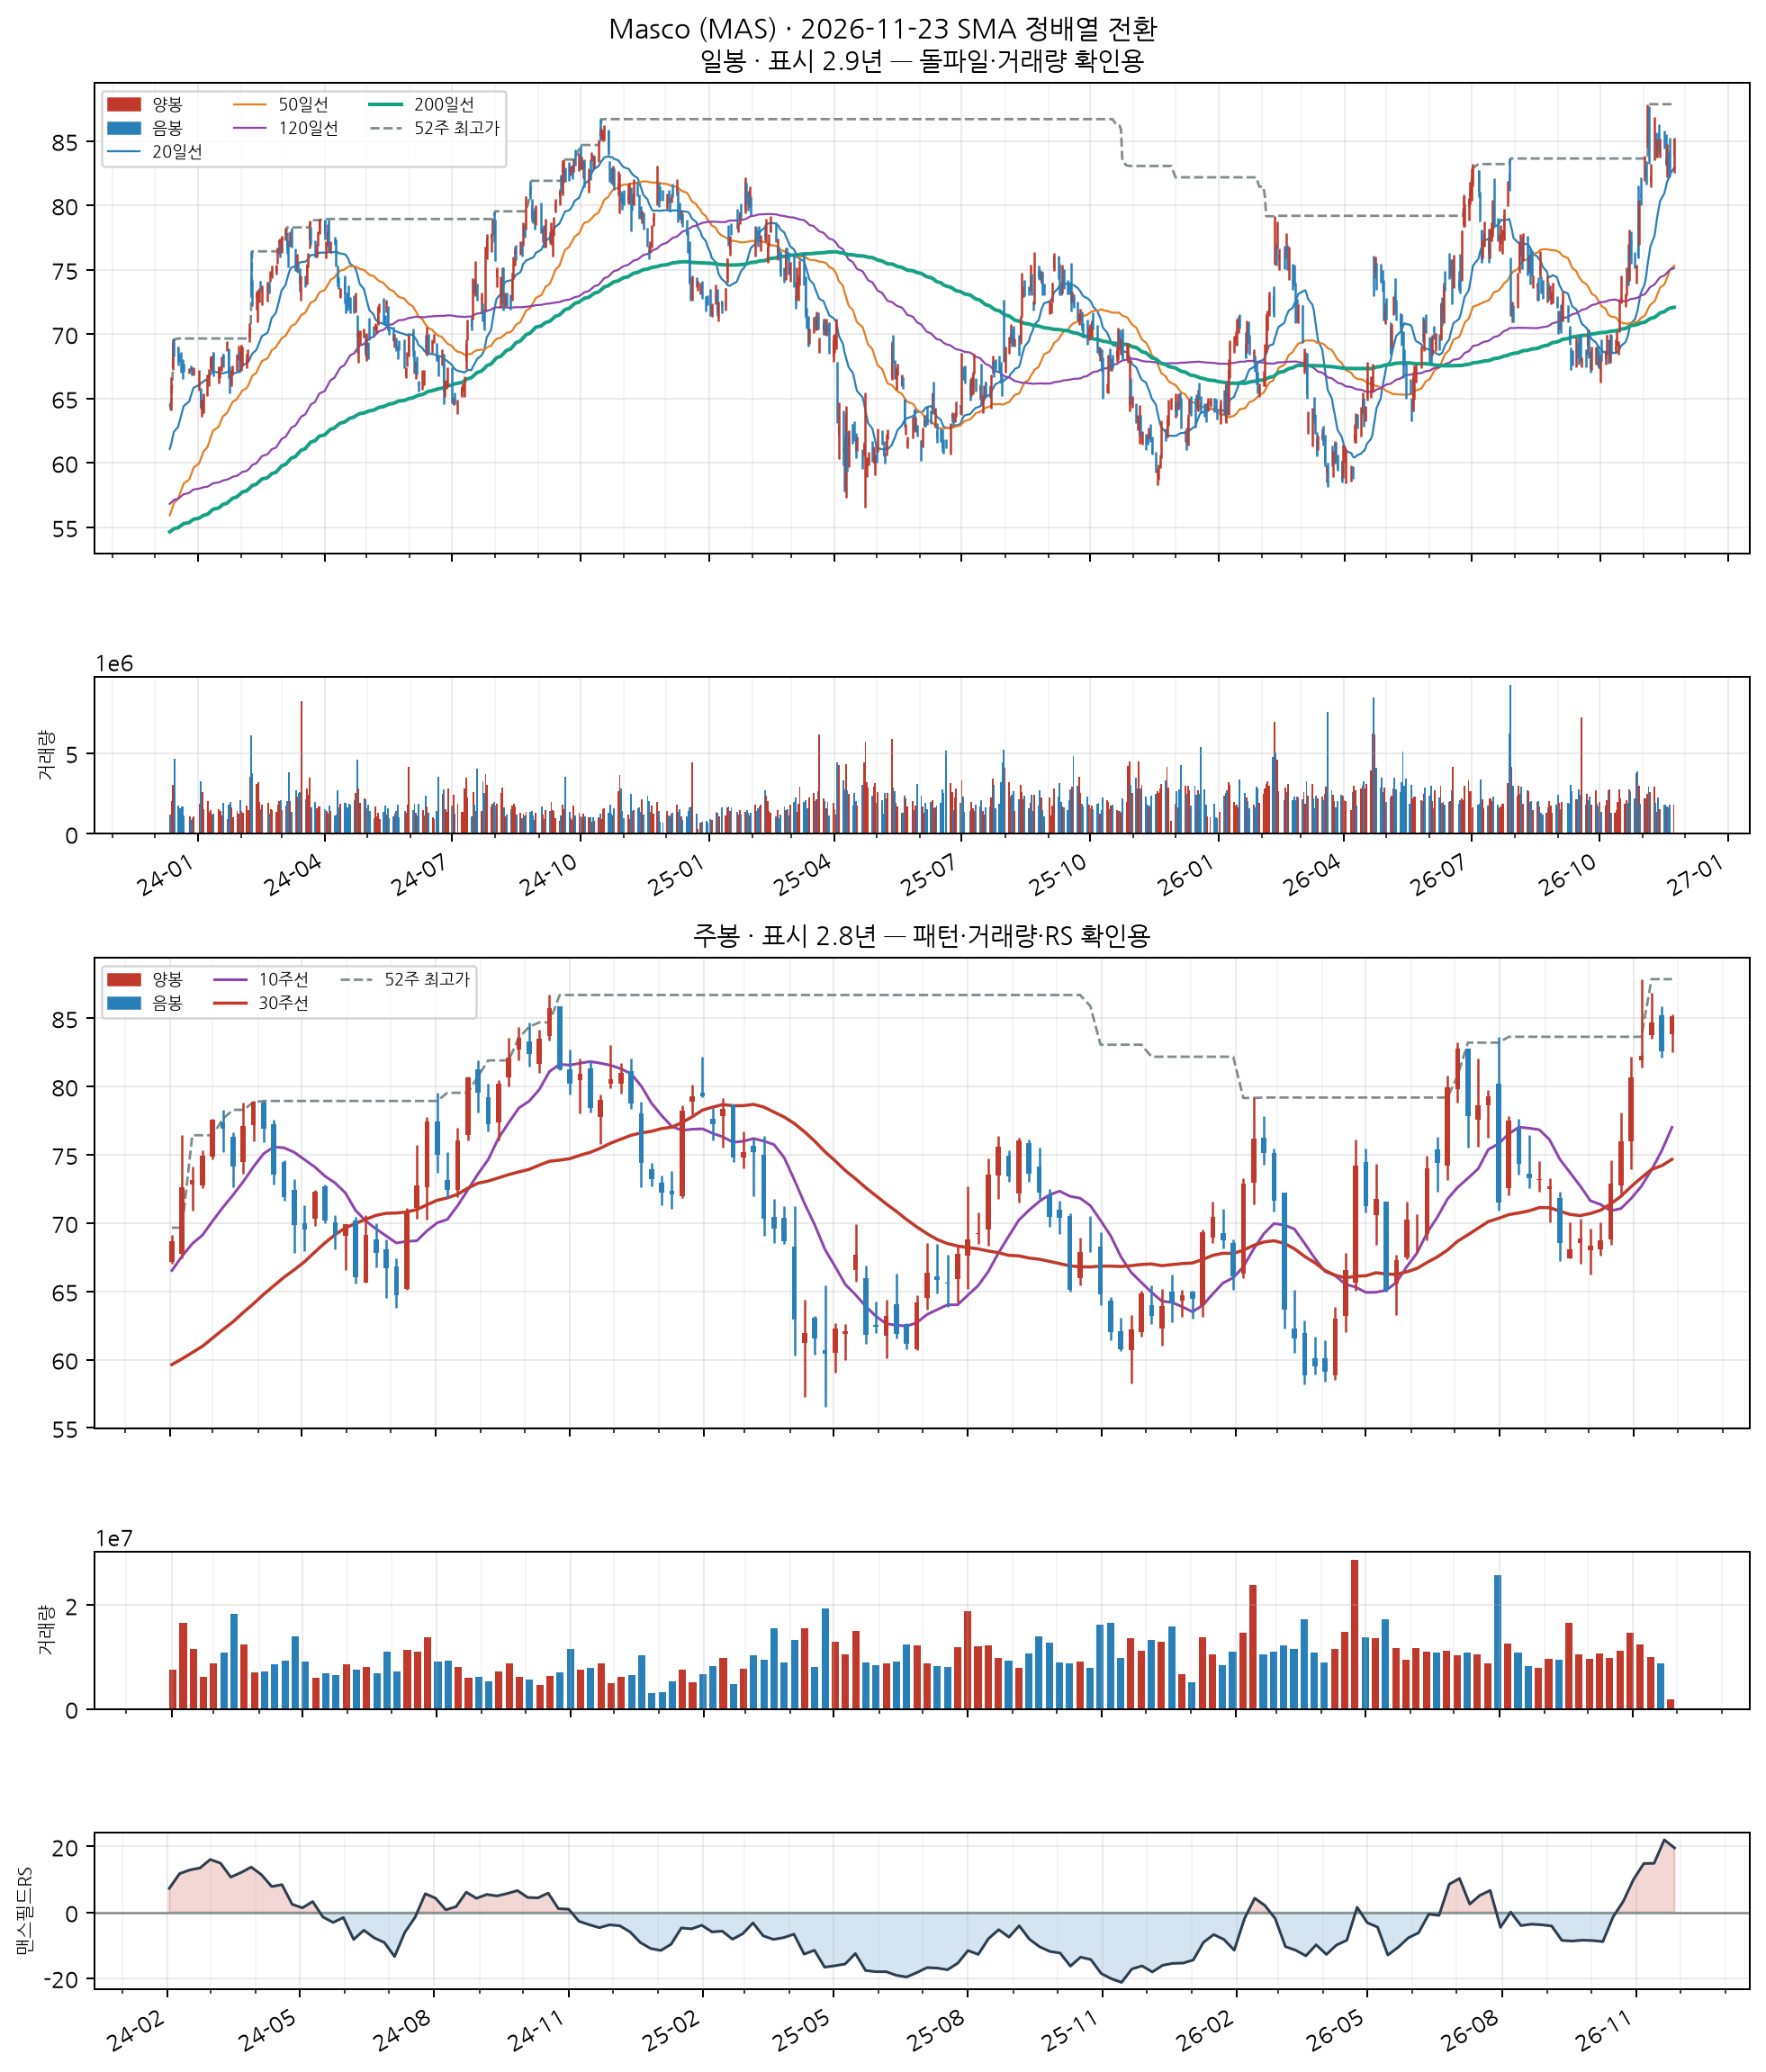 Masco (MAS) · 2026-11-23 SMA 정배열 전환
일봉 · 표시 2.9년 — 돌파일·거래량 확인용
양봉
음봉
20일선
50일선
120일선
200일선
52주 최고가
85
80
75
70
65
60
55
1e6
거래량
5
0
24-01
24-04
24-07
24-10
25-01
25-04
25-07
25-10
26-01
26-04
26-07
26-10
27-01
주봉 · 표시 2.8년 — 패턴·거래량·RS 확인용
양봉
음봉
10주선
30주선
52주 최고가
85
80
75
70
65
60
55
1e7
거래량
2
0
맨스필드RS
20
0
-20
24-02
24-05
24-08
24-11
25-02
25-05
25-08
25-11
26-02
26-05
26-08
26-11